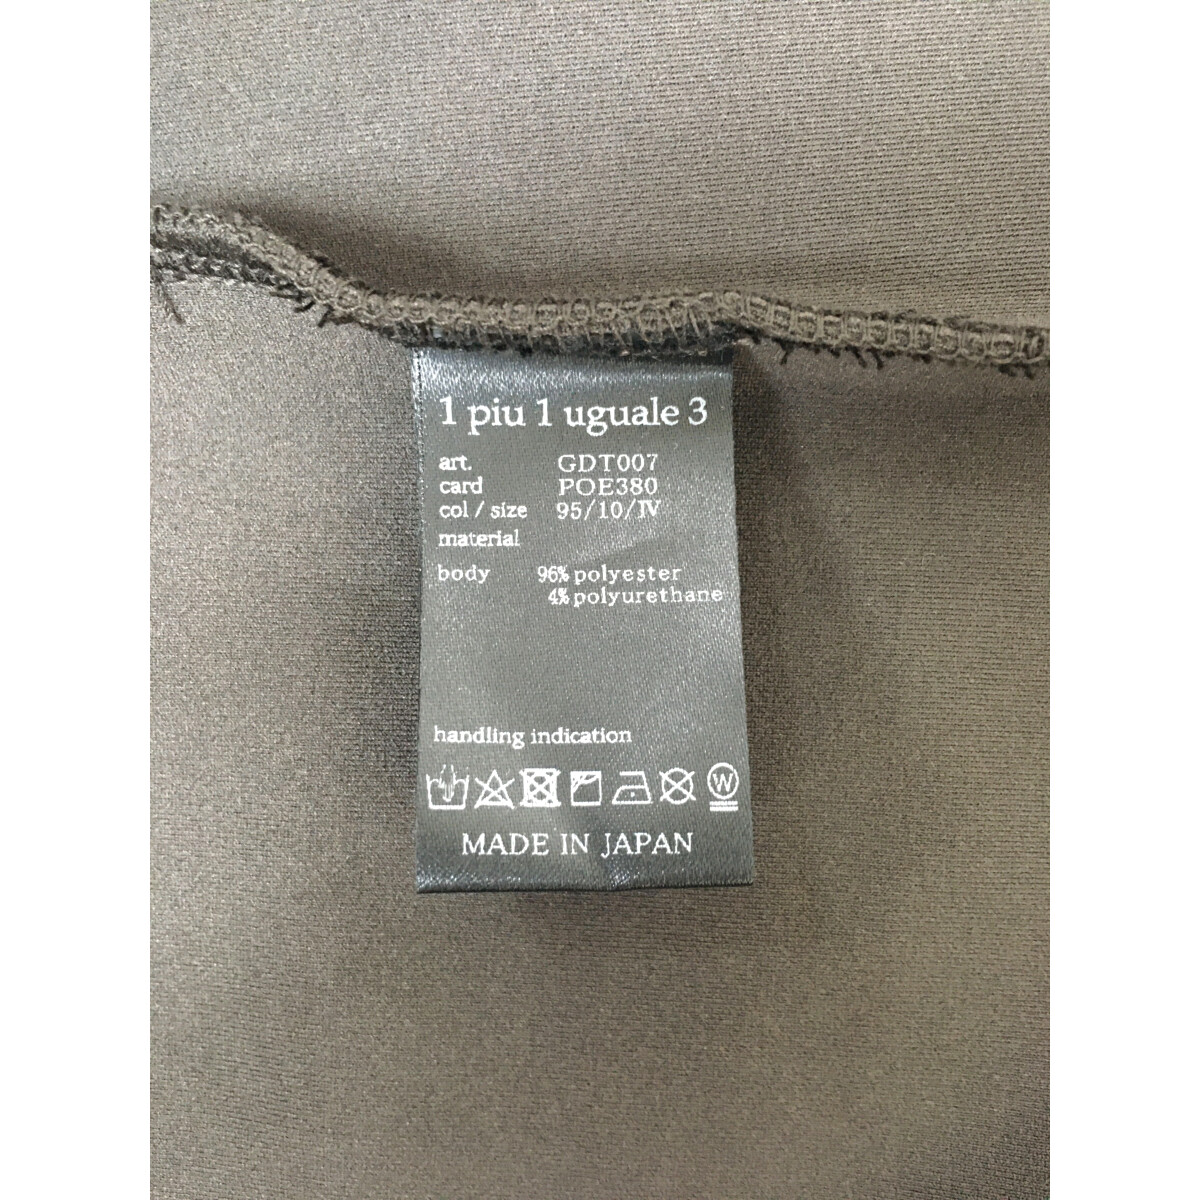 1 piu 1 uguale 3
art. GDT007
card POE380
col / size 95/10/Ⅳ
material
body 96% polyester
4% polyurethane
handling indication
W
MADE IN JAPAN